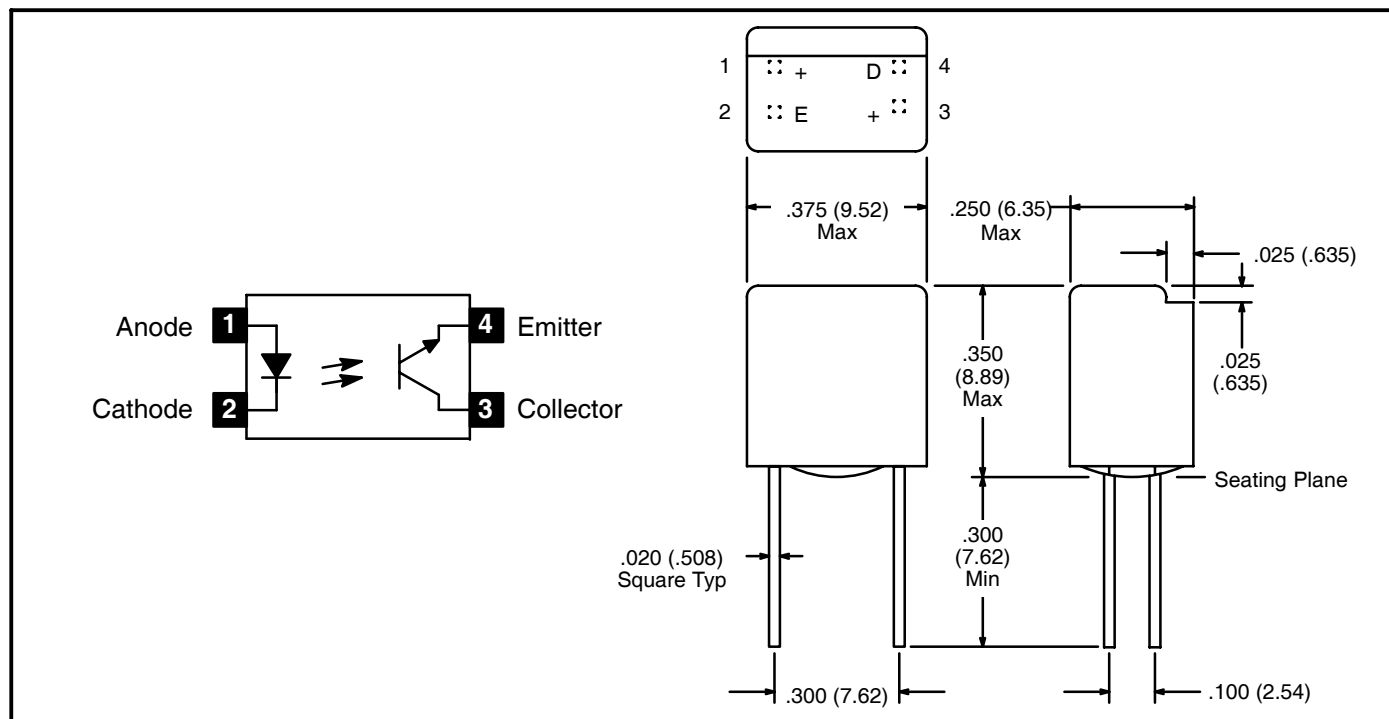 1 + D 4
2 E + 3
.375 (9.52)
Max
.250 (6.35)
Max
.025 (.635)
Anode 1 4 Emitter
Cathode 2 3 Collector
.350
(8.89)
Max
.025
(.635)
Seating Plane
.020 (.508)
Square Typ
.300
(7.62)
Min
.300 (7.62)
.100 (2.54)